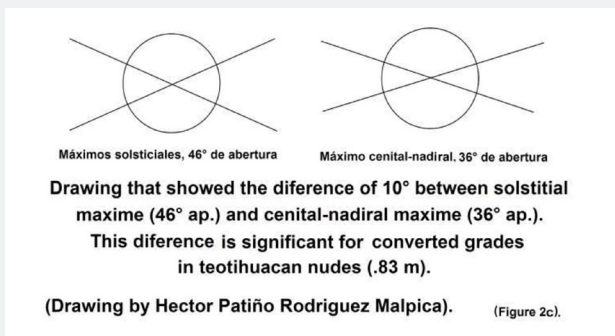 Máximos solsticiales, 46° de abertura
Máximo cenital-nadiral. 36° de abertura
Drawing that showed the diference of 10° between solstitial
maxime (46° ap.) and cenital-nadiral maxime (36° ap.).
This diference is significant for converted grades
in teotihuacan nudes (.83 m).
(Drawing by Hector Patiño Rodriguez Malpica).
(Figure 2c).